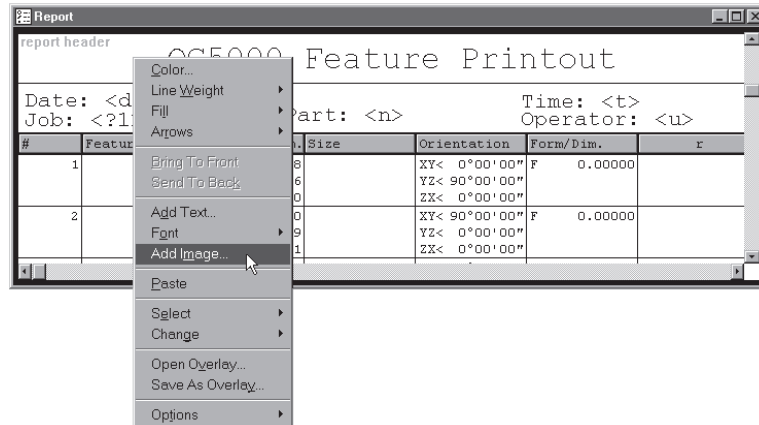 Report
report header
QC5000 Feature Printout
Date: <d
Time: <t>
Job: <?1
Part: <n>
Operator: <u>
# Featur n. Size Orientation Form/Dim. r
1 8 XY< 0°00'00" F 0.00000
6 YZ< 90°00'00"
0 ZX< 0°00'00"
2 0 XY< 90°00'00" F 0.00000
9 YZ< 0°00'00"
1 ZX< 0°00'00"
Color...
Line Weight
Fill
Arrows
Bring To Front
Send To Back
Add Text...
Font
Add Image...
Paste
Select
Change
Open Overlay...
Save As Overlay...
Options